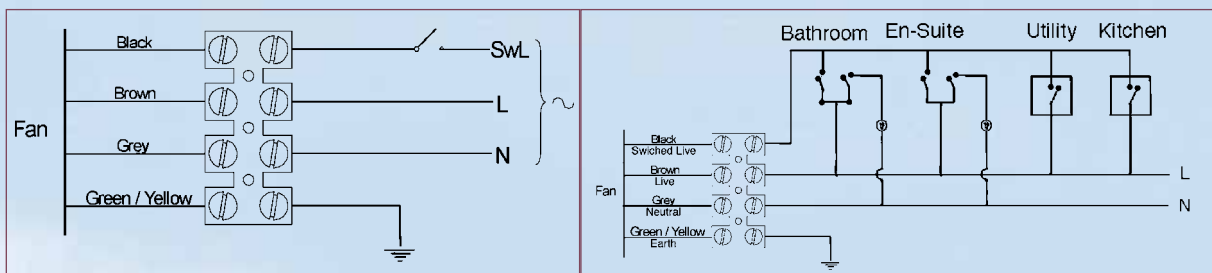 Black
SwL
Brown
L
Fan
Grey
N
Green / Yellow
Bathroom En-Suite Utility Kitchen
Black
Swiched Live
Brown
Live
L
Fan
Grey
Neutral
N
Green / Yellow
Earth